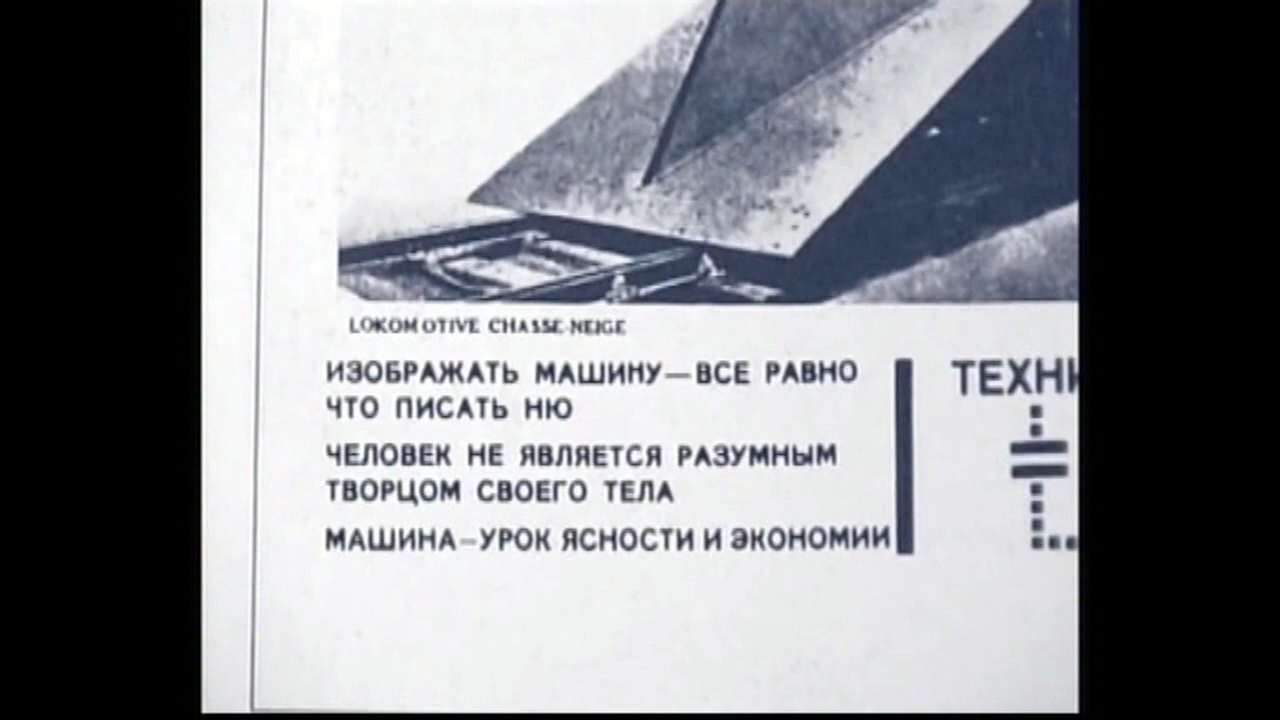 LOKOMOTIVE CHASSE-NEIGE
ИЗОБРАЖАТЬ МАШИНУ—ВСЕ РАВНО
ЧТО ПИСАТЬ НЮ
ЧЕЛОВЕК НЕ ЯВЛЯЕТСЯ РАЗУМНЫМ
ТВОРЦОМ СВОЕГО ТЕЛА
МАШИНА–УРОК ЯСНОСТИ И ЭКОНОМИИ